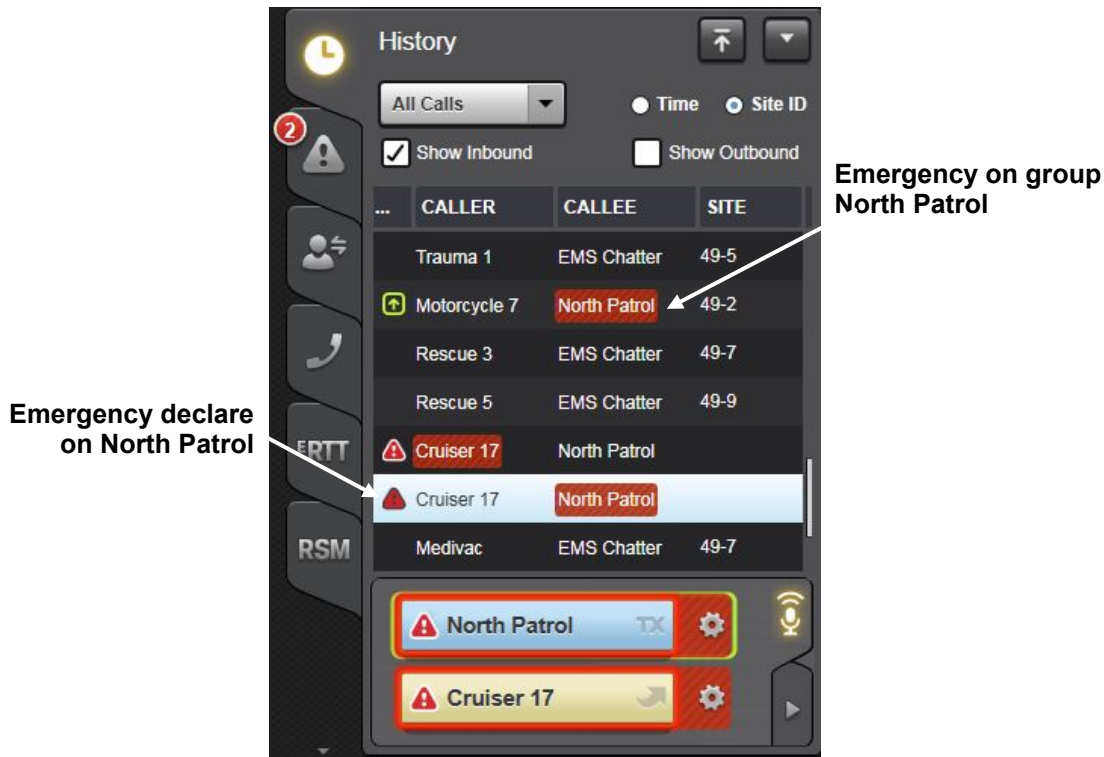 History
All Calls
Time
Site ID
2
Show Inbound
Show Outbound
Emergency on group
North Patrol
... CALLER CALLEE SITE
Trauma 1 EMS Chatter 49-5
Motorcycle 7 North Patrol 49-2
Rescue 3 EMS Chatter 49-7
Rescue 5 EMS Chatter 49-9
Emergency declare
on North Patrol
ERTT
Cruiser 17 North Patrol
Cruiser 17 North Patrol
RSM
Medivac EMS Chatter 49-7
North Patrol TX
Cruiser 17